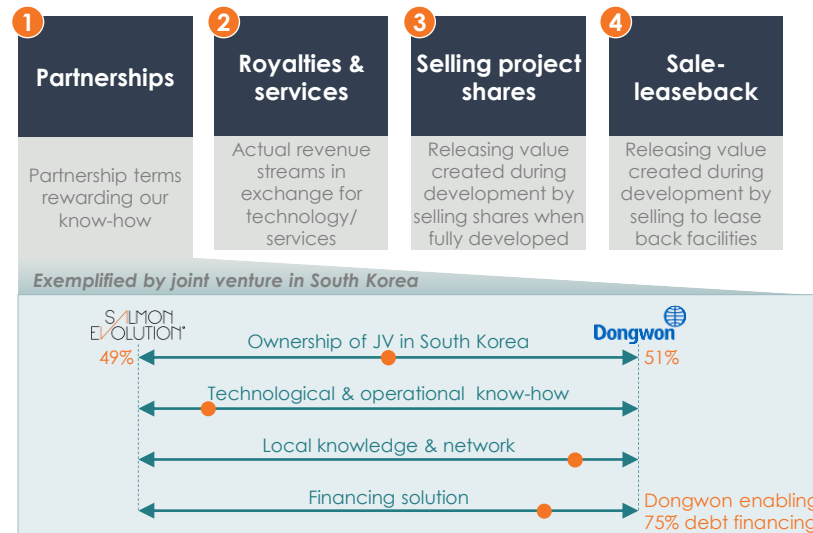 1
Partnerships
Partnership terms
rewarding our
know-how
2
Royalties &
services
Actual revenue
streams in
exchange for
technology/
services
3
Selling project
shares
Releasing value
created during
development by
selling shares when
fully developed
4
Sale-
leaseback
Releasing value
created during
development by
selling to lease
back facilities
Exemplified by joint venture in South Korea
SALMON
EVOLUTION
Dongwon
49%
Ownership of JV in South Korea
51%
Technological & operational know-how
Local knowledge & network
Financing solution
Dongwon enabling
75% debt financing